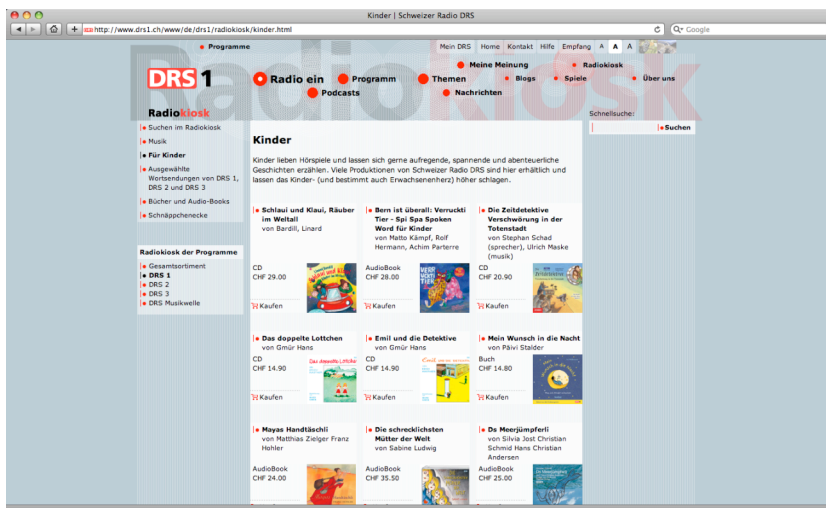 Kinder | Schweizer Radio DRS
http://www.drs1.ch/www/de/drs1/radiokiosk/kinder.html
Google
Programme
Mein DRS Home Kontakt Hilfe Empfang A A A
Radiokiosk
DRS 1
Radio ein Programm Themen Meine Meinung Radiokiosk
Blogs Spiele Über uns
Podcasts Nachrichten
Radiokiosk
Suchen im Radiokiosk
Musik
Für Kinder
Ausgewählte
Wortsendungen von DRS 1,
DRS 2 und DRS 3
Bücher und Audio-Books
Schnäppchenecke
Radiokiosk der Programme
Gesamtsortiment
DRS 1
DRS 2
DRS 3
DRS Musikwelle
Schnellsuche:
Suchen
Kinder
Kinder lieben Hörspiele und lassen sich gerne aufregende, spannende und abenteuerliche
Geschichten erzählen. Viele Produktionen von Schweizer Radio DRS sind hier erhältlich und
lassen das Kinder- (und bestimmt auch Erwachsenenherz) höher schlagen.
Schlaui und Klaui, Räuber
im Weltall
von Bardill, Linard
CD
CHF 29.00
Kaufen
Bern ist überall: Verruckti
Tier - Spi Spa Spoken
Word für Kinder
von Matto Kämpf, Rolf
Hermann, Achim Parterre
AudioBook
CHF 28.00
VERR
UCKTI
TIER
Kaufen
Die Zeitdetektive
Verschwörung in der
Totenstadt
von Stephan Schad
(sprecher), Ulrich Maske
(musik)
CD
CHF 20.90
Kaufen
Das doppelte Lottchen
von Gmür Hans
CD
CHF 14.90
Das doppelte Lottchen
Kaufen
Emil und die Detektive
von Gmür Hans
CD
CHF 14.90
Kaufen
Mein Wunsch in die Nacht
von Päivi Stalder
Buch
CHF 14.80
Kaufen
Mayas Handtäschli
von Matthias Zielger Franz
Hohler
AudioBook
CHF 24.00
Die schrecklichsten
Mütter der Welt
von Sabine Ludwig
AudioBook
CHF 35.50
Ds Meerjümpferli
von Silvia Jost Christian
Schmid Hans Christian
Andersen
AudioBook
CHF 25.00